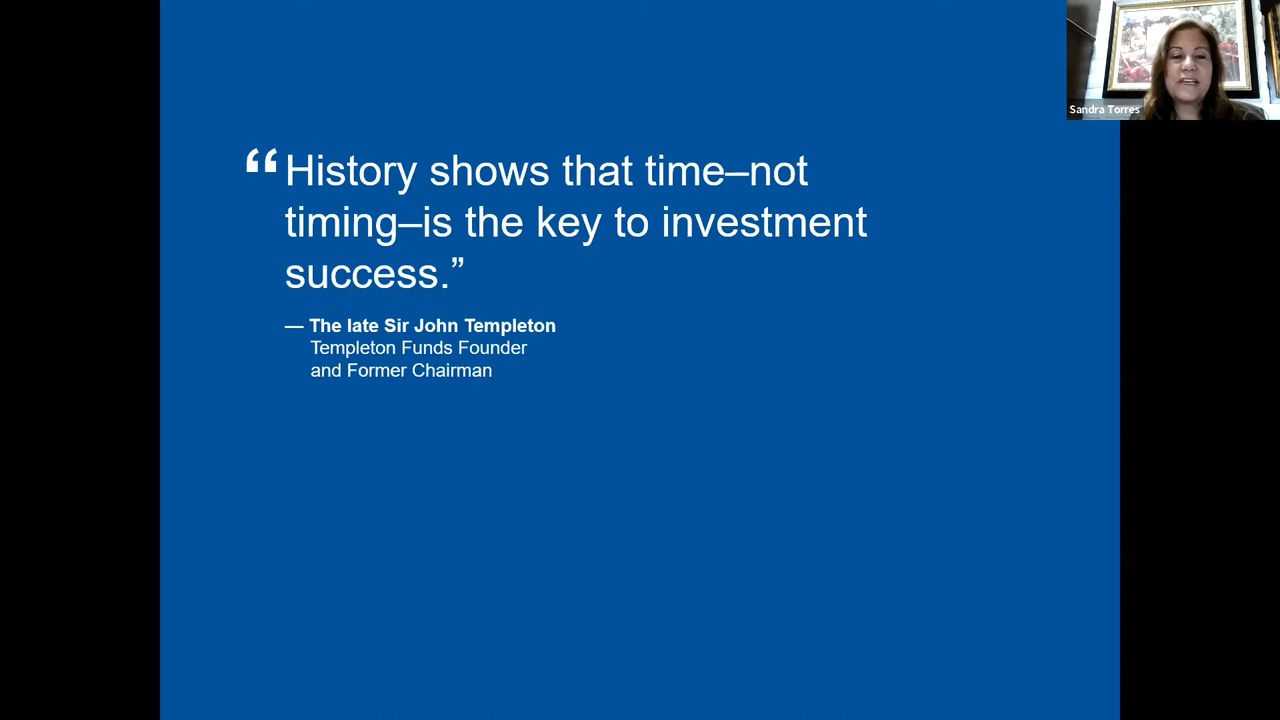 “History shows that time–not
timing–is the key to investment
success.”
— The late Sir John Templeton
Templeton Funds Founder
and Former Chairman
Sandra Torres